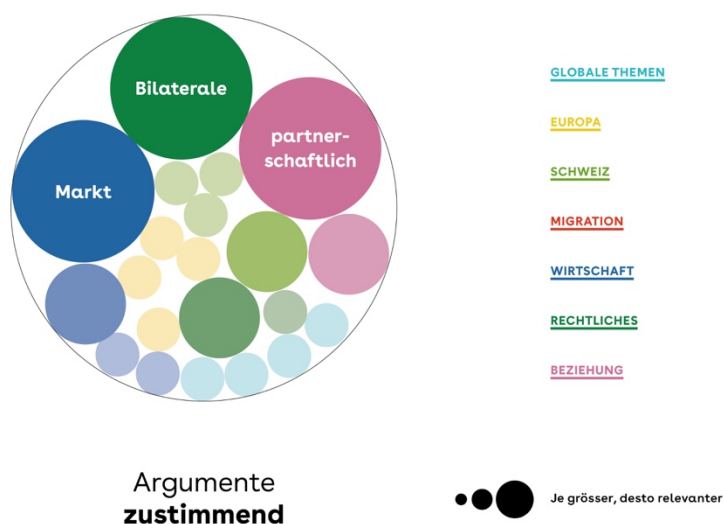 Bilaterale
partner-
schaftlich
Markt
GLOBALE THEMEN
EUROPA
SCHWEIZ
MIGRATION
WIRTSCHAFT
RECHTLICHES
BEZIEHUNG
Argumente
zustimmend
Je grösser, desto relevanter